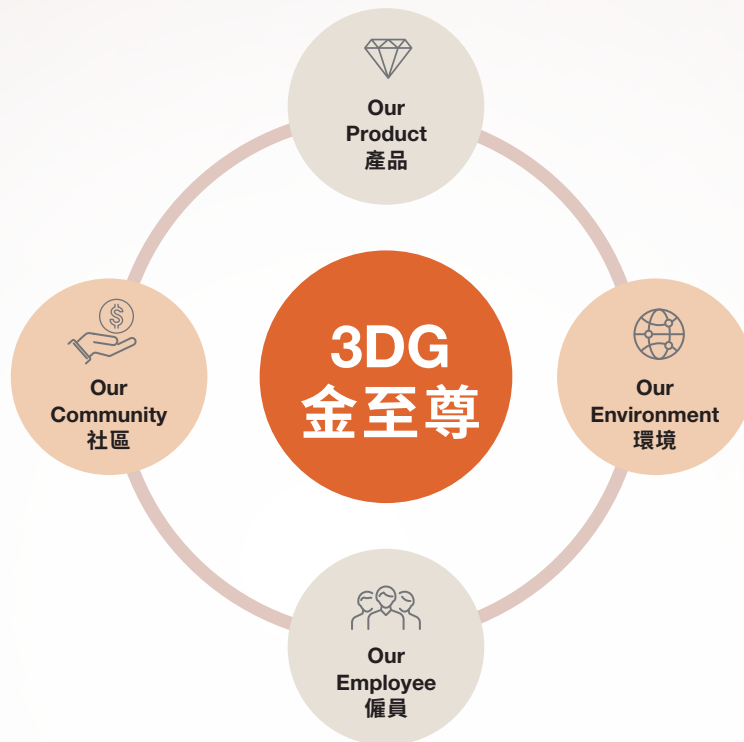 Our
Product
產品
3DG
金至尊
$
Our
Community
社區
Our
Environment
環境
Our
Employee
僱員